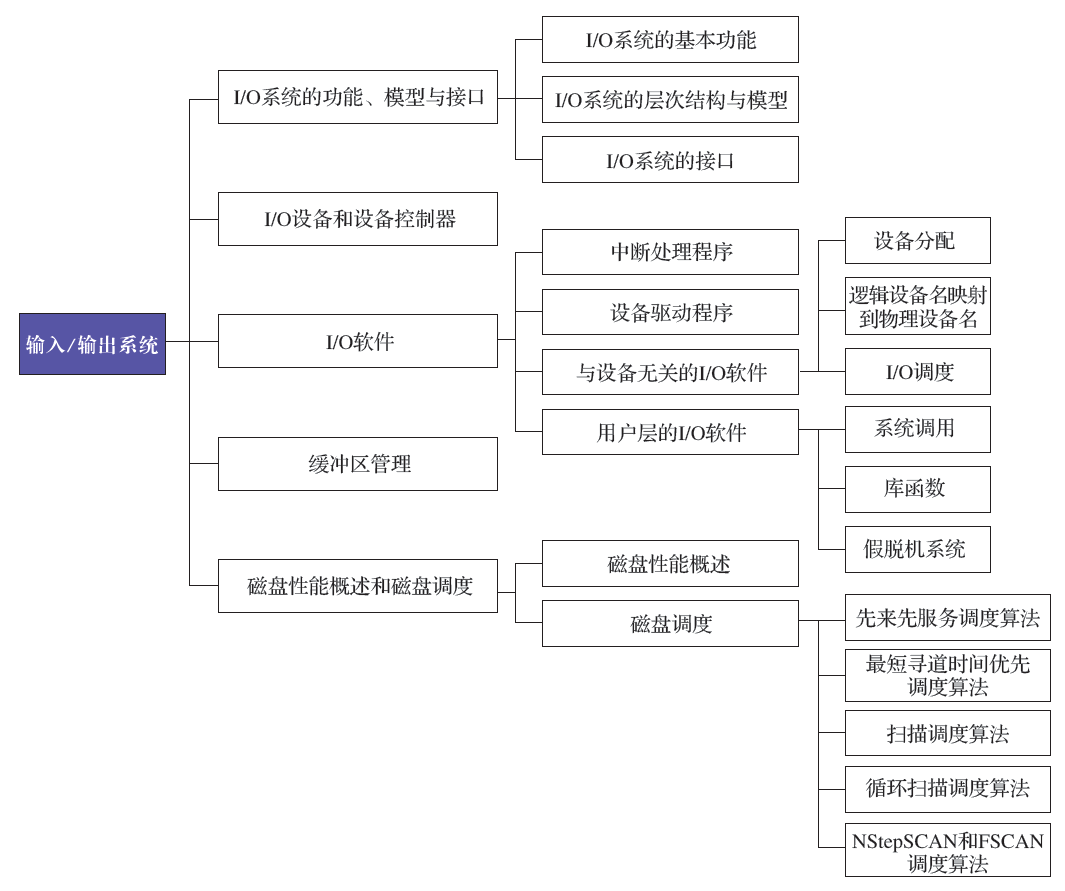 输入/输出系统
I/O系统的功能、模型与接口
I/O系统的基本功能
I/O系统的层次结构与模型
I/O系统的接口
I/O设备和设备控制器
I/O软件
中断处理程序
设备驱动程序
与设备无关的I/O软件
设备分配
逻辑设备名映射
到物理设备名
I/O调度
用户层的I/O软件
系统调用
库函数
假脱机系统
缓冲区管理
磁盘性能概述和磁盘调度
磁盘性能概述
磁盘调度
先来先服务调度算法
最短寻道时间优先
调度算法
扫描调度算法
循环扫描调度算法
NStepSCAN和FSCAN
调度算法